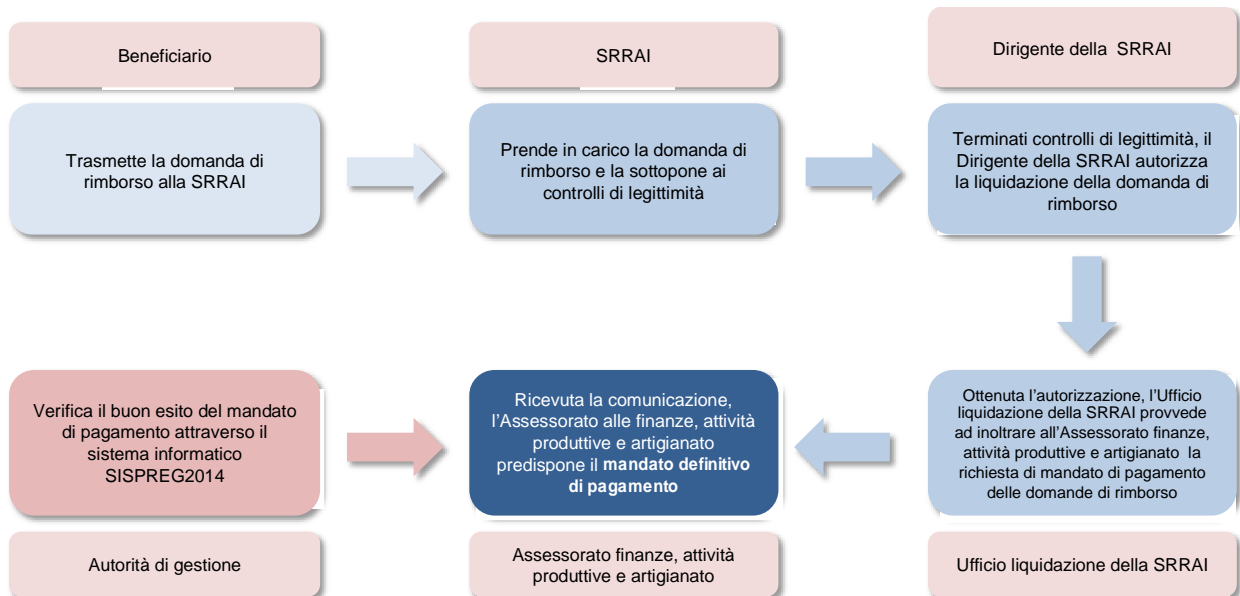 Beneficiario
SRRAI
Dirigente della SRRAI
Trasmette la domanda di
rimborso alla SRRAI
Prende in carico la domanda di
rimborso e la sottopone ai
controlli di legittimità
Terminati controlli di legittimità, il
Dirigente della SRRAI autorizza
la liquidazione della domanda di
rimborso
Verifica il buon esito del mandato
di pagamento attraverso il
sistema informatico
SISPREG2014
Ricevuta la comunicazione,
l'Assessorato alle finanze, attività
produttive e artigianato
predispone il mandato definitivo
di pagamento
Ottenuta l'autorizzazione, l'Ufficio
liquidazione della SRRAI provvede
ad inoltrare all'Assessorato finanze,
attività produttive e artigianato la
richiesta di mandato di pagamento
delle domande di rimborso
Autorità di gestione
Assessorato finanze, attività
produttive e artigianato
Ufficio liquidazione della SRRAI